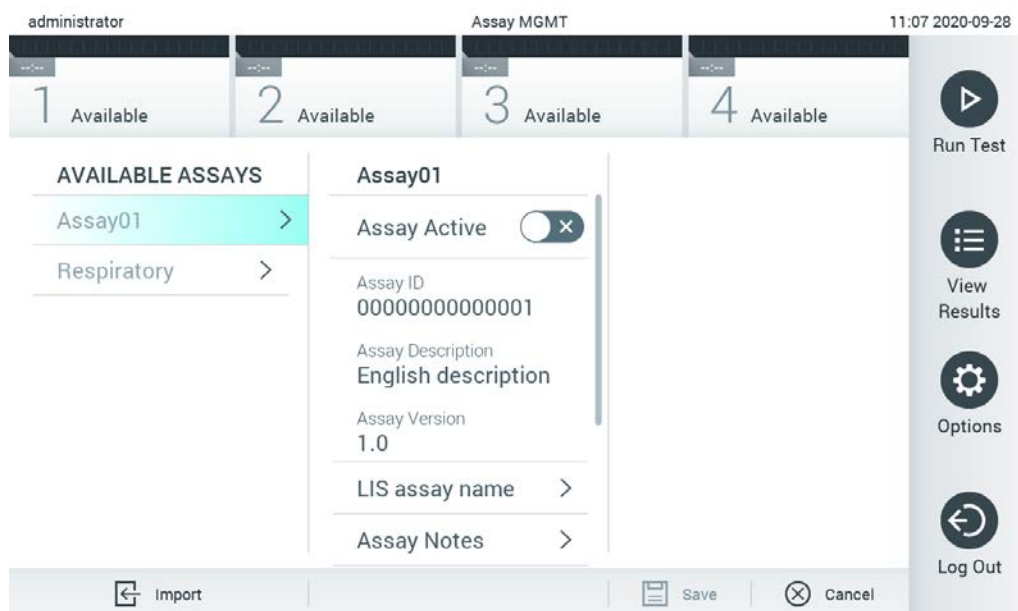 administrator
Assay MGMT
11:07 2020-09-28
--:--
--:--
--:--
--:--
1 Available
2 Available
3 Available
4 Available
Run Test
View
Results
Options
Log Out
AVAILABLE ASSAYS
Assay01
Respiratory
Assay01
Assay Active
Assay ID
00000000000001
Assay Description
English description
Assay Version
1.0
LIS assay name
Assay Notes
Import
Save
Cancel